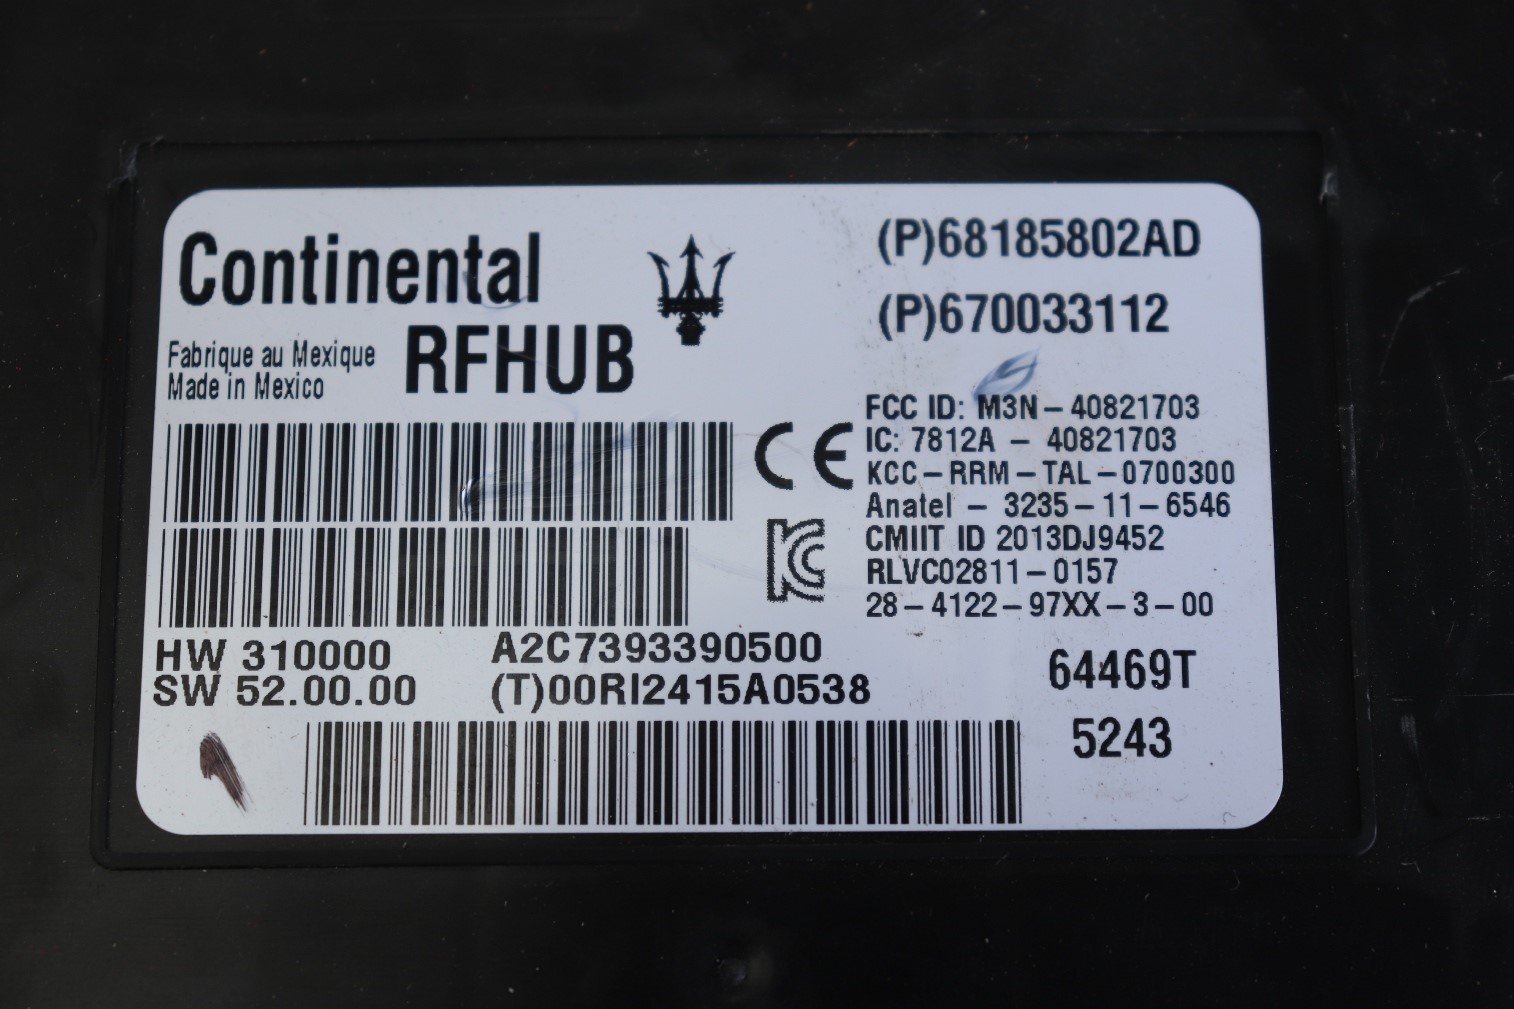 Continental
RFHUB
Fabrique au Mexique
Made in Mexico
(P)68185802AD
(P)670033112
FCC ID: M3N-40821703
IC: 7812A - 40821703
KCC-RRM-TAL-0700300
Anatel - 3235-11-6546
CMIIT ID 2013DJ9452
RLVC02811-0157
28-4122-97XX-3-00
CE
HW 310000
SW 52.00.00
A2C7393390500
(T)00RI2415A0538
64469T
5243